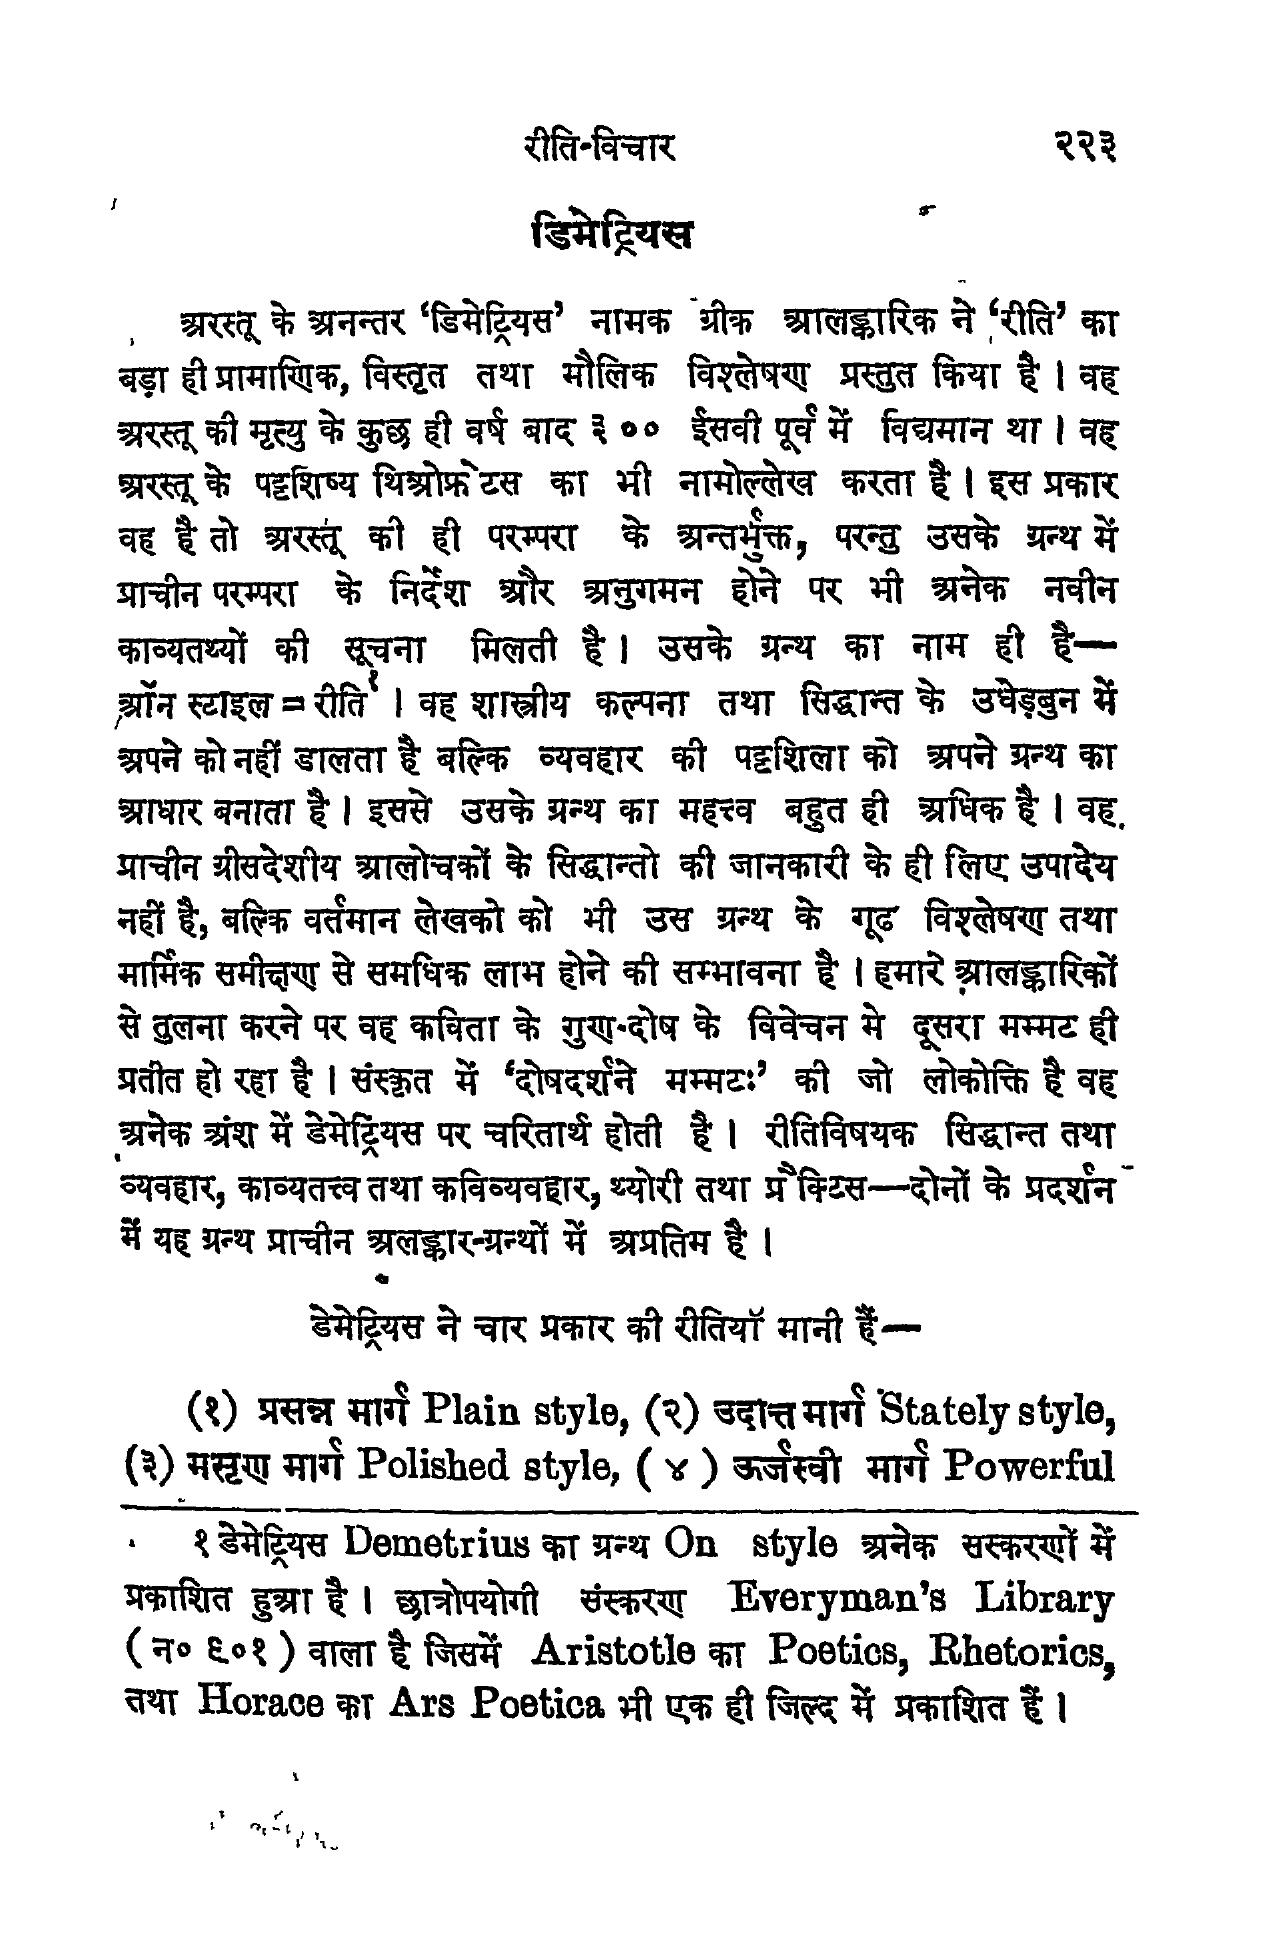 रीति-विचार २२३
डिमेट्रियस
अरस्तू के अनन्तर ‘डिमेट्रियस’ नामक ग्रीक आलङ्कारिक ने ‘रीति’ का
बड़ा ही प्रामाणिक, विस्तृत तथा मौलिक विश्लेषण प्रस्तुत किया है । वह
अरस्तू की मृत्यु के कुछ ही वर्ष बाद ३०० ईसवी पूर्व में विद्यमान था । वह
अरस्तू के पट्टशिष्य थिओफ्रेटस का भी नामोल्लेख करता है । इस प्रकार
वह है तो अरस्तू की ही परम्परा के अन्तर्भुक्त, परन्तु उसके ग्रन्थ में
प्राचीन परम्परा के निर्देश और अनुगमन होने पर भी अनेक नवीन
काव्यतथ्यों की सूचना मिलती है । उसके ग्रन्थ का नाम ही है—
ऑन स्टाइल = रीति१ । वह शास्त्रीय कल्पना तथा सिद्धान्त के उधेड़बुन में
अपने को नहीं डालता है बल्कि व्यवहार की पट्टशिला को अपने ग्रन्थ का
आधार बनाता है । इससे उसके ग्रन्थ का महत्त्व बहुत ही अधिक है । वह
प्राचीन ग्रीसदेशीय आलोचकों के सिद्धान्तो की जानकारी के ही लिए उपादेय
नहीं है, बल्कि वर्तमान लेखको को भी उस ग्रन्थ के गूढ विश्लेषण तथा
मार्मिक समीक्षण से समधिक लाभ होने की सम्भावना है । हमारे आलङ्कारिकों
से तुलना करने पर वह कविता के गुण-दोष के विवेचन मे दूसरा मम्मट ही
प्रतीत हो रहा है । संस्कृत में ‘दोषदर्शने मम्मटः’ की जो लोकोक्ति है वह
अनेक अंश में डेमेट्रियस पर चरितार्थ होती है । रीतिविषयक सिद्धान्त तथा
व्यवहार, काव्यतत्त्व तथा कविव्यवहार, थ्योरी तथा प्रैक्टिस—दोनों के प्रदर्शन
में यह ग्रन्थ प्राचीन अलङ्कार-ग्रन्थों में अप्रतिम है ।
डेमेट्रियस ने चार प्रकार की रीतियाँ मानी हैं—
(१) प्रसन्न मार्ग Plain style, (२) उदात्त मार्ग Stately style,
(३) मसृण मार्ग Polished style, ( ४ ) ऊर्जस्वी मार्ग Powerful
१ डेमेट्रियस Demetrius का ग्रन्थ On style अनेक सस्करणों में
प्रकाशित हुआ है । छात्रोपयोगी संस्करण Everyman's Library
( न० ६०१ ) वाला है जिसमें Aristotle का Poetics, Rhetorics,
तथा Horace का Ars Poetica भी एक ही जिल्द में प्रकाशित हैं ।